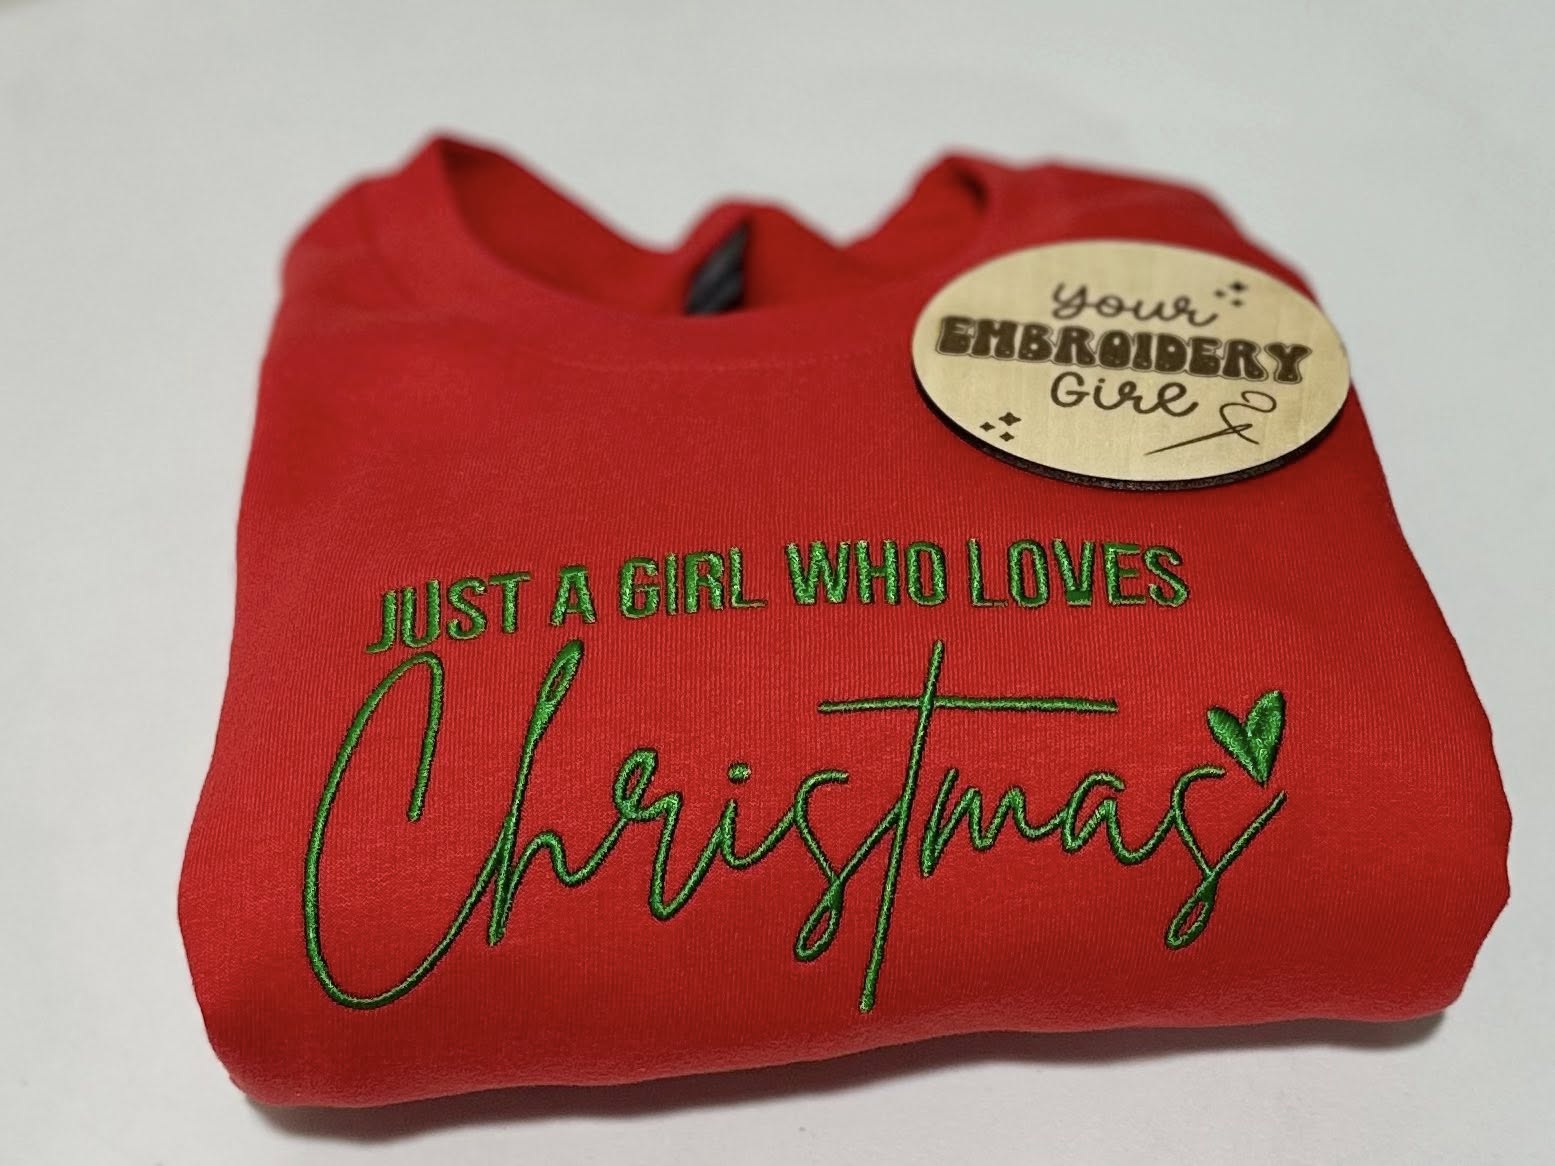 your
EMBROIDERY
Girl
JUST A GIRL WHO LOVES
Christmas